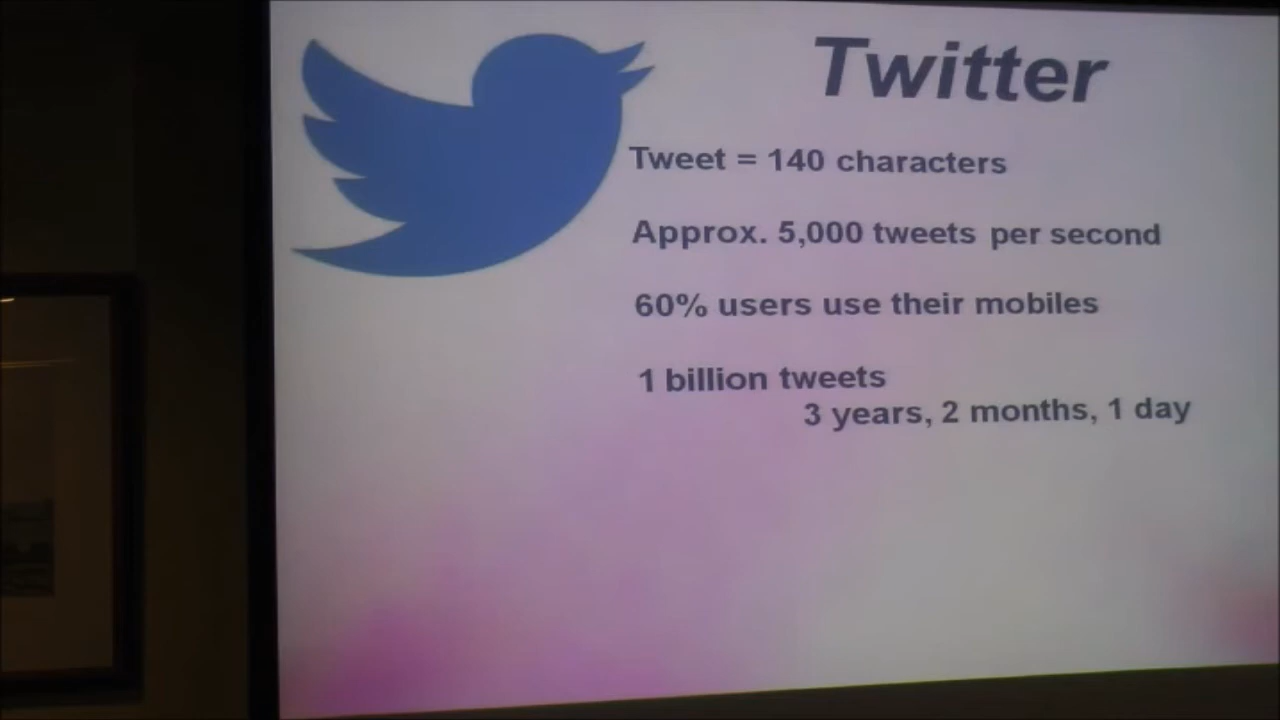 Twitter
Tweet = 140 characters
Approx. 5,000 tweets per second
60% users use their mobiles
1 billion tweets
3 years, 2 months, 1 day